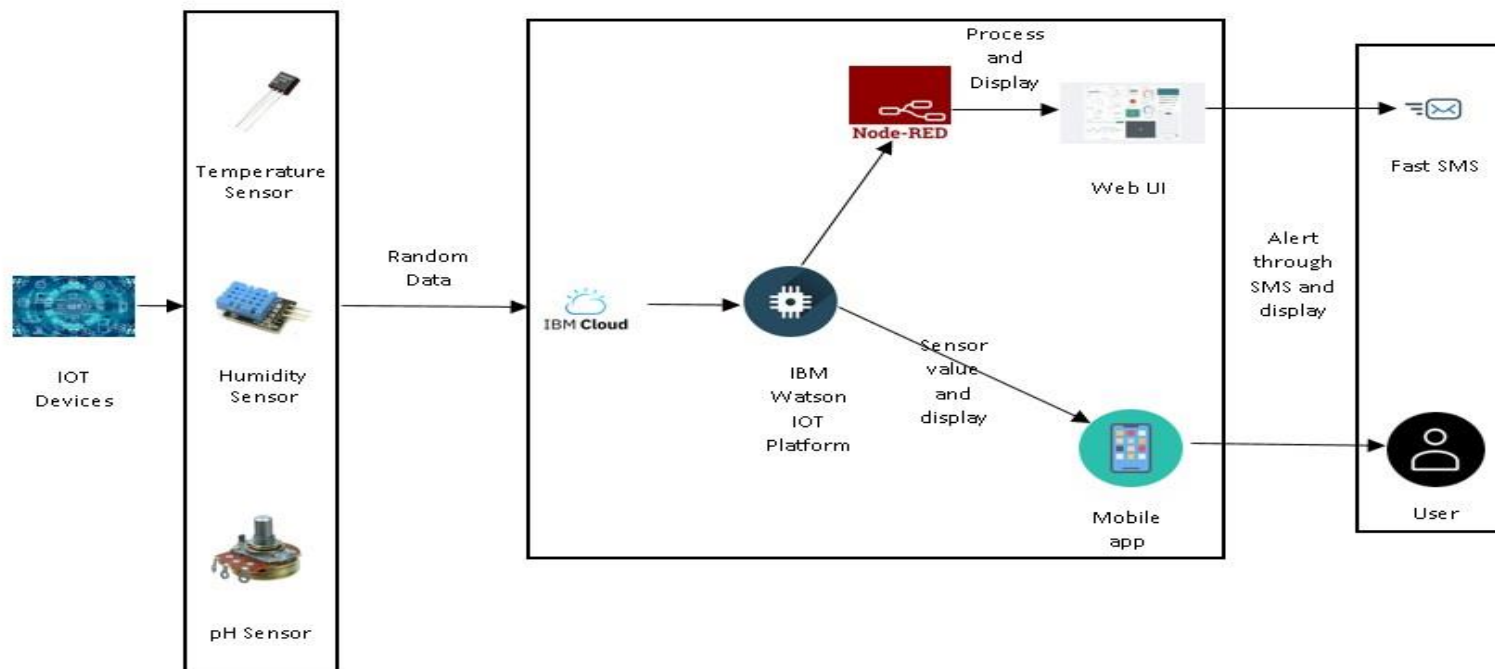 IOT
Devices
Temperature
Sensor
Humidity
Sensor
pH Sensor
Random
Data
IBM Cloud
IBM
Watson
IOT
Platform
Node-RED
Process
and
Display
Web UI
Sensor
value
and
display
Mobile
app
Alert
through
SMS and
display
Fast SMS
User